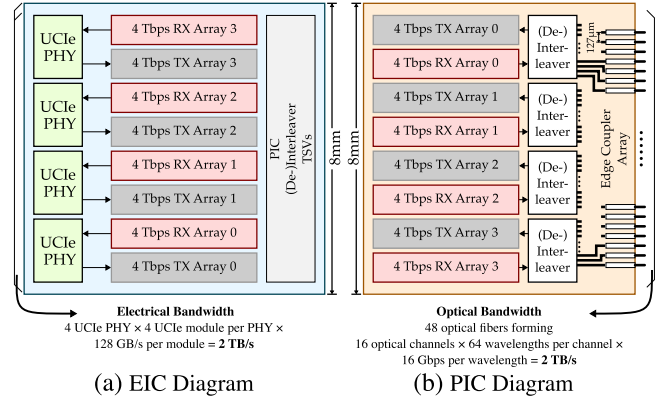 UCIe
PHY
4 Tbps RX Array 3
4 Tbps TX Array 3
UCIe
PHY
4 Tbps RX Array 2
4 Tbps TX Array 2
UCIe
PHY
4 Tbps RX Array 1
4 Tbps TX Array 1
UCIe
PHY
4 Tbps RX Array 0
4 Tbps TX Array 0
PIC
(De-)Interleaver
TSVs
8mm
Electrical Bandwidth
4 UCIe PHY × 4 UCIe module per PHY ×
128 GB/s per module = 2 TB/s
(a) EIC Diagram
8mm
4 Tbps TX Array 0
4 Tbps RX Array 0
(De-)
Inter-
leaver
4 Tbps TX Array 1
4 Tbps RX Array 1
(De-)
Inter-
leaver
4 Tbps TX Array 2
4 Tbps RX Array 2
(De-)
Inter-
leaver
4 Tbps TX Array 3
4 Tbps RX Array 3
(De-)
Inter-
leaver
127μm
Edge Coupler
Array
Optical Bandwidth
48 optical fibers forming
16 optical channels × 64 wavelengths per channel ×
16 Gbps per wavelength = 2 TB/s
(b) PIC Diagram